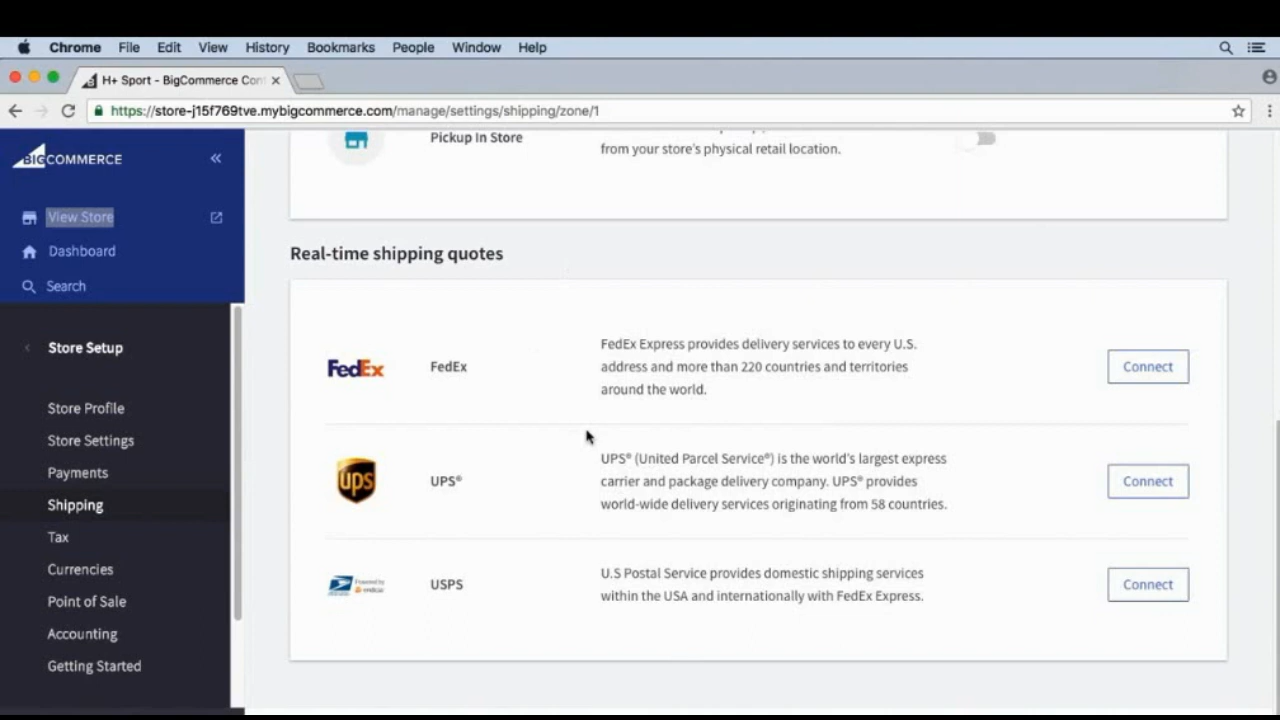 Chrome File Edit View History Bookmarks People Window Help
H+ Sport - BigCommerce Con
https://store-j15f769tve.mybigcommerce.com/manage/settings/shipping/zone/1
BIGCOMMERCE
View Store
Dashboard
Search
Store Setup
Store Profile
Store Settings
Payments
Shipping
Tax
Currencies
Point of Sale
Accounting
Getting Started
Pickup In Store
from your store's physical retail location.
Real-time shipping quotes
FedEx
FedEx
FedEx Express provides delivery services to every U.S.
address and more than 220 countries and territories
around the world.
Connect
ups
UPS®
UPS® (United Parcel Service®) is the world's largest express
carrier and package delivery company. UPS® provides
world-wide delivery services originating from 58 countries.
Connect
Powered by
endicia
USPS
U.S Postal Service provides domestic shipping services
within the USA and internationally with FedEx Express.
Connect